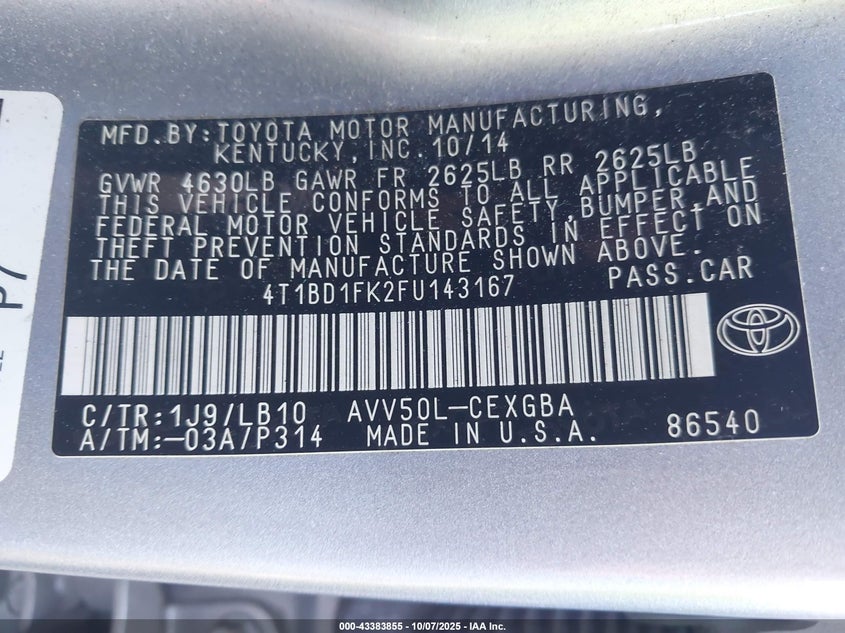 MFD.BY:TOYOTA MOTOR MANUFACTURING,
KENTUCKY,INC.10/14
GVWR 4630LB GAWR FR 2625LB RR 2625LB
THIS VEHICLE CONFORMS TO ALL APPLICABLE
FEDERAL MOTOR VEHICLE SAFETY,BUMPER,AND
THEFT PREVENTION STANDARDS IN EFFECT ON
THE DATE OF MANUFACTURE SHOWN ABOVE.
4T1BD1FK2FU143167 PASS.CAR
C/TR:1J9/LB10 AVV50L-CEXGBA
A/TM:-03A/P314 MADE IN U.S.A. 86540
P7
000-43383855 | 10/07/2025 - IAA Inc.